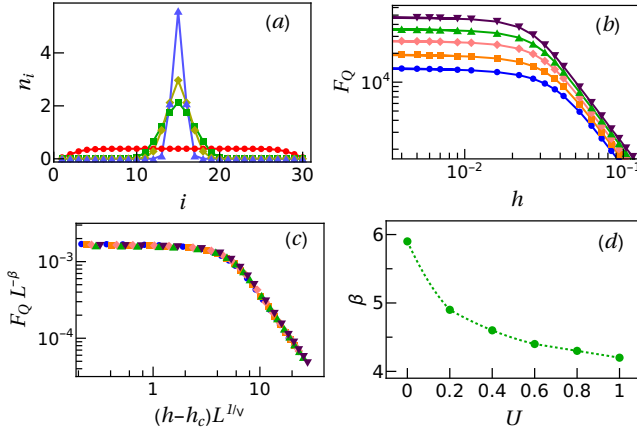 (a)
n_i
4
2
0
0
10
20
30
i
(b)
F_Q
10^4
10^−2
10^−1
h
(c)
F_Q L^−β
10^−3
10^−4
1
10
(h−h_c)L^1/ν
(d)
β
6
5
4
0
0.2
0.4
0.6
0.8
1
U